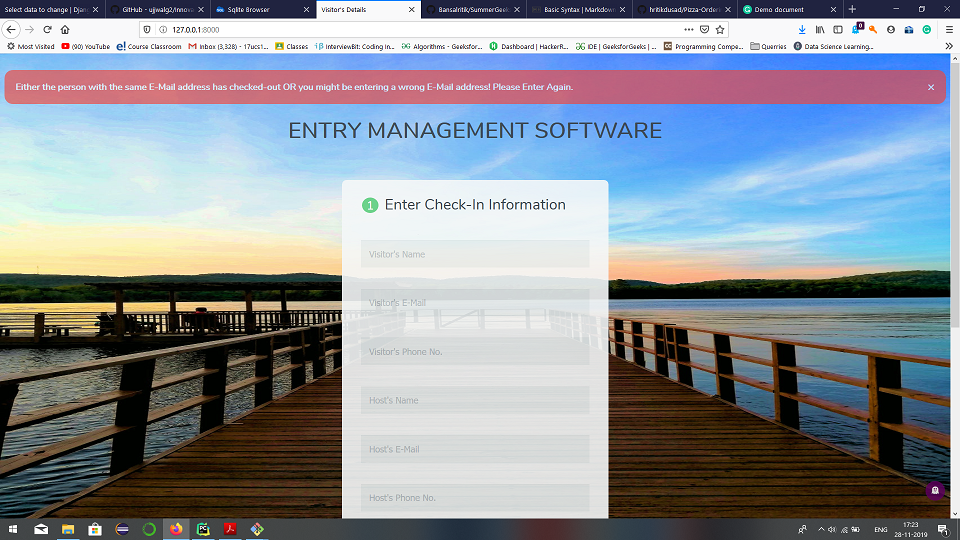 Select data to change | Djan
GitHub - ujjwalg2/Innova
Sqlite Browser
Visitor's Details
Bansalritik/SummerGeek
Basic Syntax | Markdown
hritikdusad/Pizza-Orderi
Demo document
127.0.0.1:8000
Most Visited
(90) YouTube
Course Classroom
Inbox (3,328) - 17ucs1...
Classes
InterviewBit: Coding In...
Algorithms - Geeksfor...
Dashboard | HackerR...
IDE | GeeksforGeeks |...
Programming Compe...
Querries
Data Science Learning...
Either the person with the same E-Mail address has checked-out OR you might be entering a wrong E-Mail address! Please Enter Again.
ENTRY MANAGEMENT SOFTWARE
1 Enter Check-In Information
Visitor's Name
Visitor's E-Mail
Visitor's Phone No.
Host's Name
Host's E-Mail
Host's Phone No.
ENG
17:23
28-11-2019